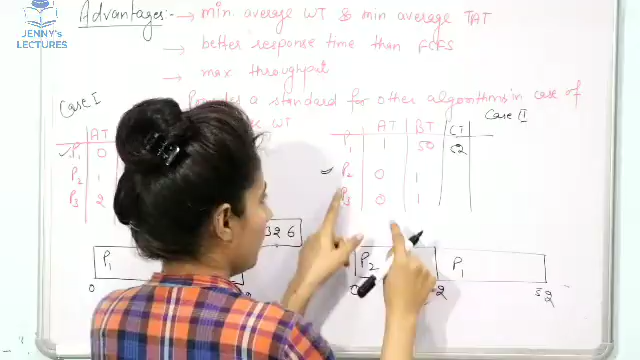 JENNY'S
LECTURES
Advantages:- → min. average WT & min average TAT
→ better response time than FCFS
→ max throughput
Provides a standard for other algorithms in case of
WT
Case I
Case II
AT
P1 0
P2 1
P3 2
AT BT CT
P1 1 50 52
P2 0 1
P3 0 1
326
P1
0
P2 P1
0 2 52